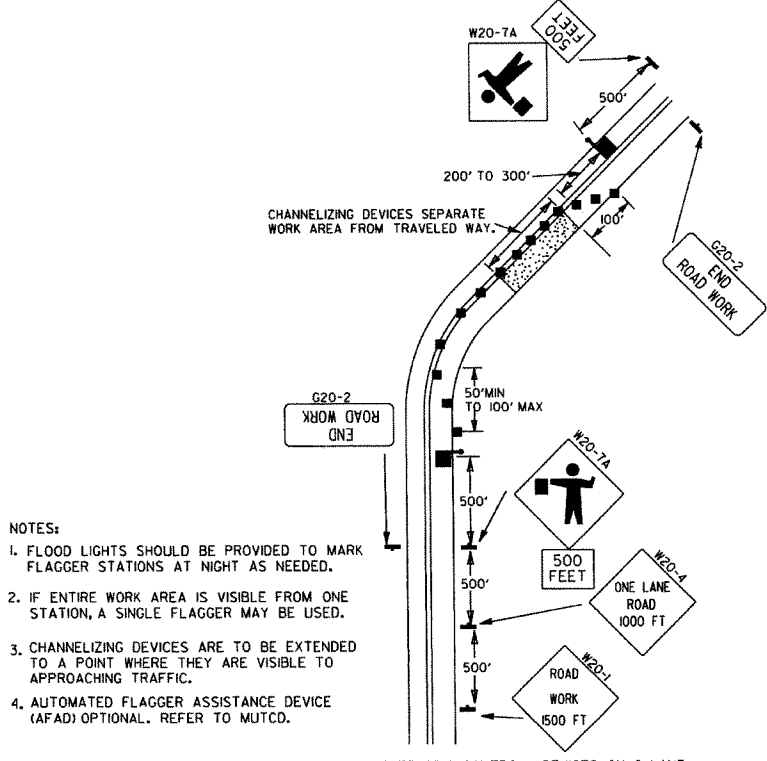 W20-7A
500
FEET
500'
200' TO 300'
CHANNELIZING DEVICES SEPARATE
WORK AREA FROM TRAVELED WAY.
100'
G20-2
END
ROAD WORK
G20-2
END
ROAD WORK
50'MIN
TO 100' MAX
W20-7A
500'
500
FEET
500'
W20-4
ONE LANE
ROAD
1000 FT
500'
W20-1
ROAD
WORK
1500 FT
NOTES:
1. FLOOD LIGHTS SHOULD BE PROVIDED TO MARK
FLAGGER STATIONS AT NIGHT AS NEEDED.
2. IF ENTIRE WORK AREA IS VISIBLE FROM ONE
STATION, A SINGLE FLAGGER MAY BE USED.
3. CHANNELIZING DEVICES ARE TO BE EXTENDED
TO A POINT WHERE THEY ARE VISIBLE TO
APPROACHING TRAFFIC.
4. AUTOMATED FLAGGER ASSISTANCE DEVICE
(AFAD) OPTIONAL. REFER TO MUTCD.